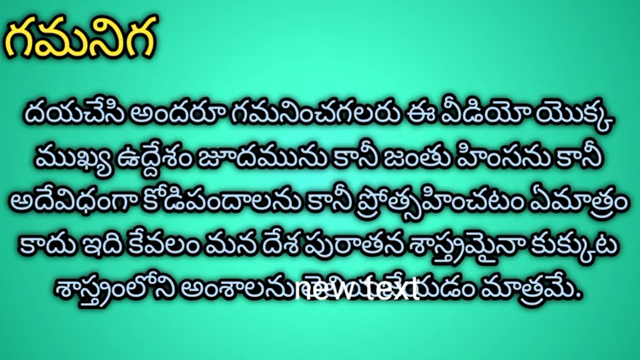 గమనిగ
దయచేసి అందరూ గమనించగలరు ఈ వీడియో యొక్క
ముఖ్య ఉద్దేశం జూదమును కానీ జంతు హింసను కానీ
అదేవిధంగా కోడిపందాలను కానీ ప్రోత్సహించటం ఏమాత్రం
కాదు ఇది కేవలం మన దేశ పురాతన శాస్త్రమైనా కుక్కుట
శాస్త్రంలోని అంశాలను మాత్రమే.
new text